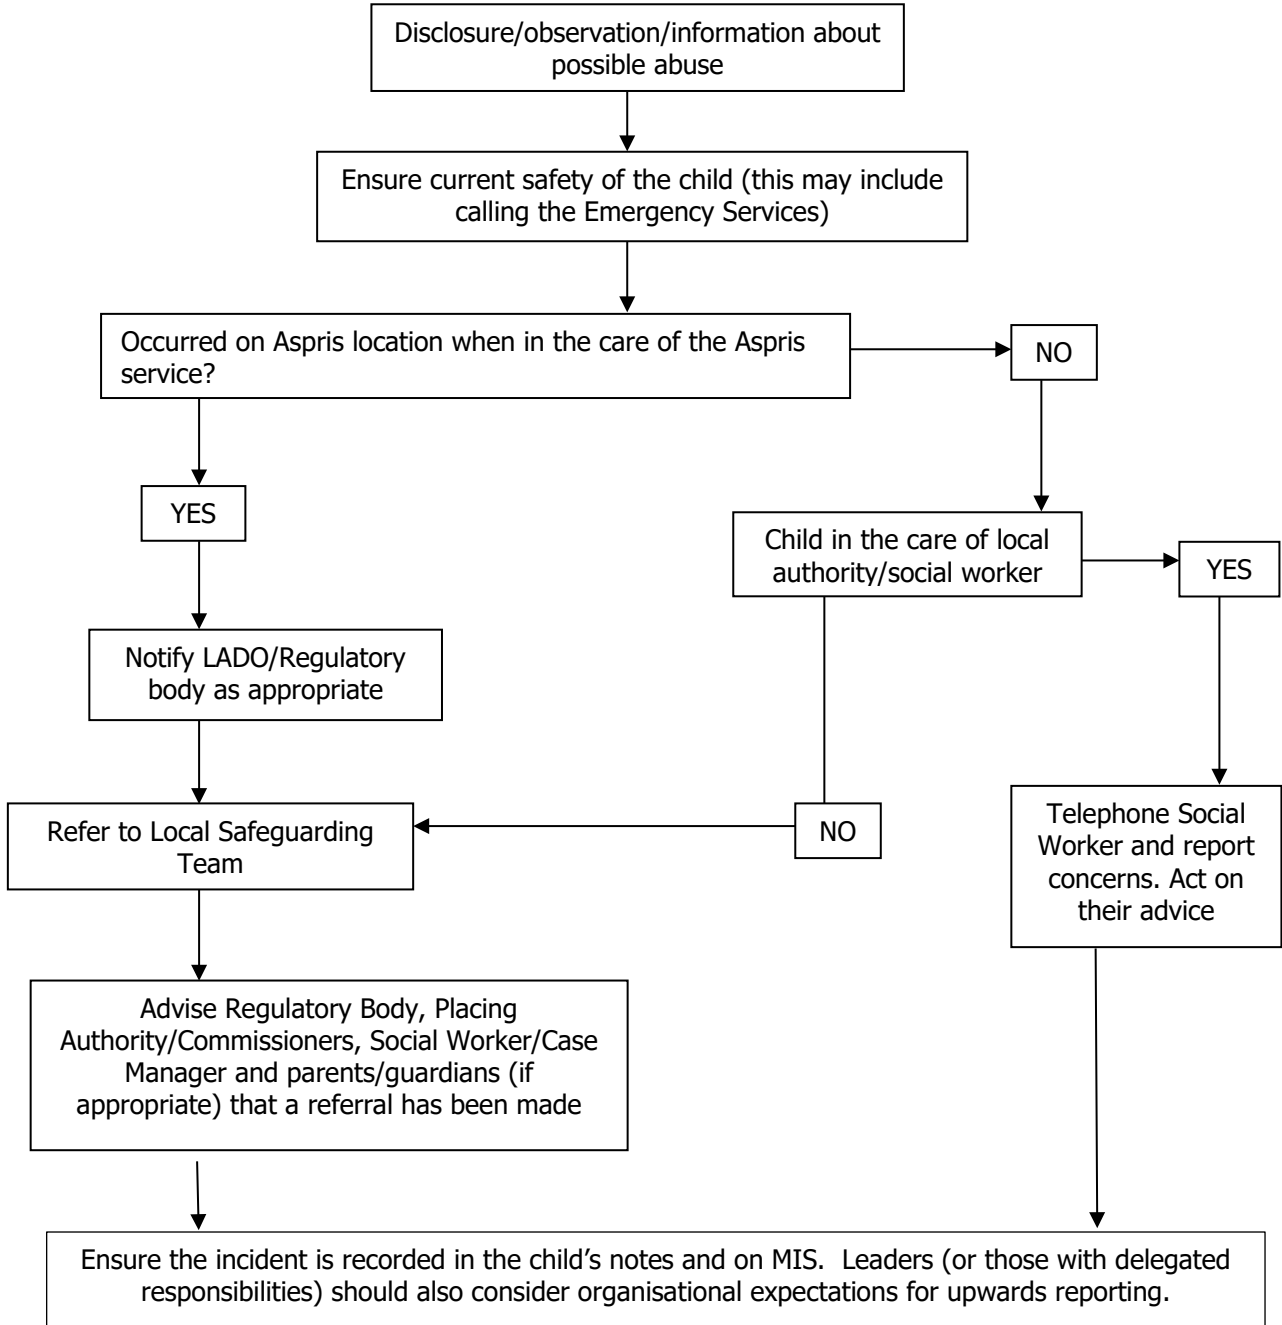 Disclosure/observation/information about
possible abuse
Ensure current safety of the child (this may include
calling the Emergency Services)
Occurred on Aspris location when in the care of the Aspris
service?
NO
YES
Child in the care of local
authority/social worker
YES
Notify LADO/Regulatory
body as appropriate
Refer to Local Safeguarding
Team
NO
Telephone Social
Worker and report
concerns. Act on
their advice
Advise Regulatory Body, Placing
Authority/Commissioners, Social Worker/Case
Manager and parents/guardians (if
appropriate) that a referral has been made
Ensure the incident is recorded in the child’s notes and on MIS.  Leaders (or those with delegated
responsibilities) should also consider organisational expectations for upwards reporting.